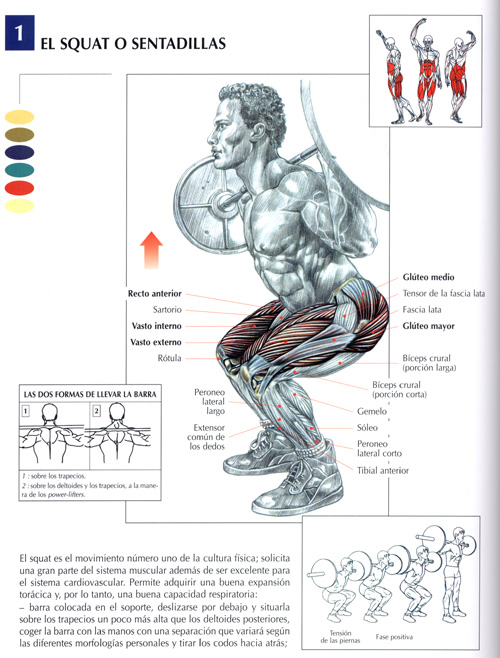 1
EL SQUAT O SENTADILLAS
Recto anterior
Sartorio
Vasto interno
Vasto externo
Rótula
Glúteo medio
Tensor de la fascia lata
Fascia lata
Glúteo mayor
Bíceps crural
(porción larga)
Bíceps crural
(porción corta)
Gemelo
Sóleo
Peroneo
lateral corto
Tibial anterior
Peroneo
lateral
largo
Extensor
común de
los dedos
LAS DOS FORMAS DE LLEVAR LA BARRA
1
2
1 : sobre los trapecios.
2 : sobre los deltoides y los trapecios, a la mane-
ra de los power-lifters.
Tensión
de las piernas
Fase positiva
El squat es el movimiento número uno de la cultura física; solicita
una gran parte del sistema muscular además de ser excelente para
el sistema cardiovascular. Permite adquirir una buena expansión
torácica y, por lo tanto, una buena capacidad respiratoria:
– barra colocada en el soporte, deslizarse por debajo y situarla
sobre los trapecios un poco más alta que los deltoides posteriores,
coger la barra con las manos con una separación que variará según
las diferentes morfologías personales y tirar los codos hacia atrás;